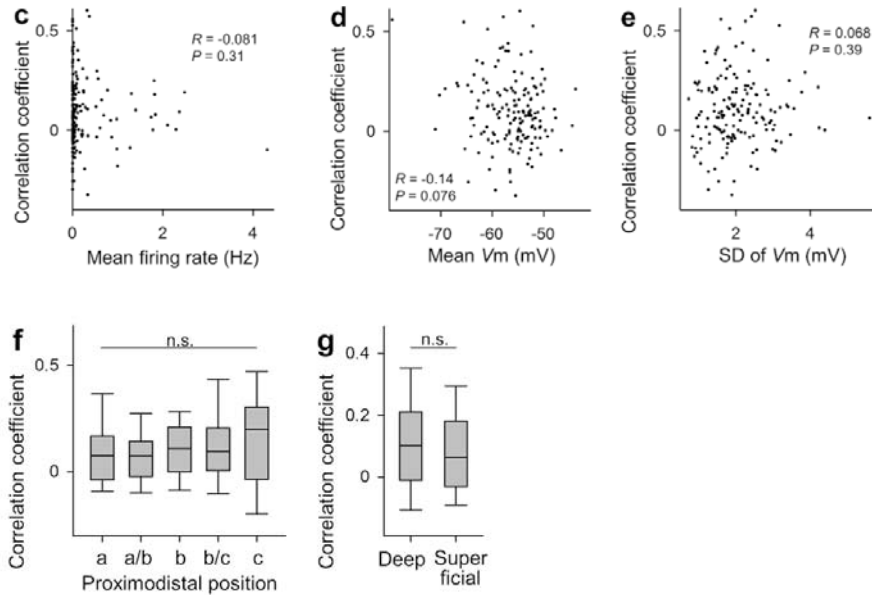 c
Correlation coefficient
0.5
0
R = -0.081
P = 0.31
0
2
4
Mean firing rate (Hz)
d
Correlation coefficient
0.5
0
R = -0.14
P = 0.076
-70
-60
-50
Mean Vm (mV)
e
Correlation coefficient
0.5
0
R = 0.068
P = 0.39
2
4
SD of Vm (mV)
f
Correlation coefficient
0.5
0
n.s.
a
a/b
b
b/c
c
Proximodistal position
g
Correlation coefficient
0.4
0.2
0
n.s.
Deep
Super
ficial